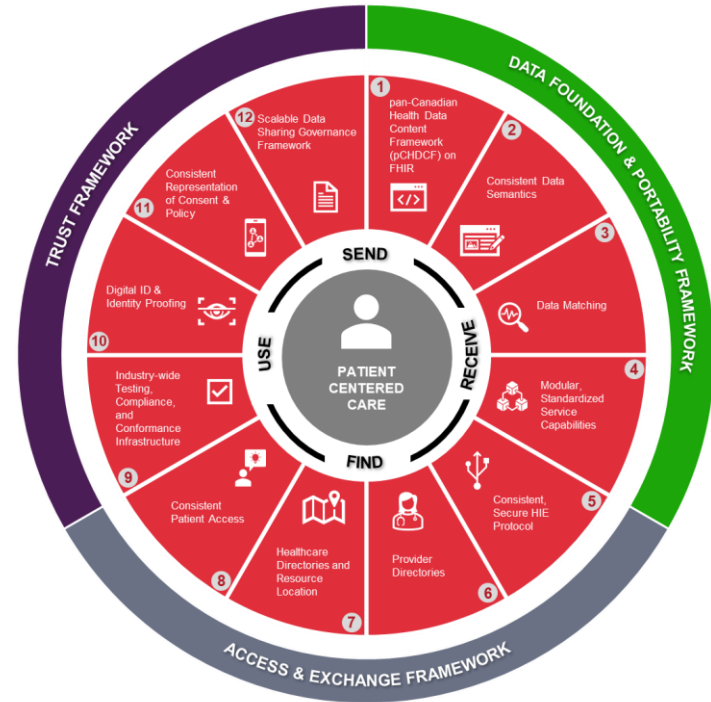 TRUST FRAMEWORK
DATA FOUNDATION & PORTABILITY FRAMEWORK
ACCESS & EXCHANGE FRAMEWORK
1
pan-Canadian
Health Data
Content
Framework
(pCHDCF) on
FHIR
</>
2
Consistent Data
Semantics
3
Data Matching
4
Modular,
Standardized
Service
Capabilities
5
Consistent,
Secure HIE
Protocol
6
Provider
Directories
7
Healthcare
Directories and
Resource
Location
8
Consistent
Patient Access
9
Industry-wide
Testing,
Compliance,
and
Conformance
Infrastructure
10
Digital ID &
Identity Proofing
11
Consistent
Representation
of Consent &
Policy
12
Scalable Data
Sharing Governance
Framework
SEND
RECEIVE
FIND
USE
PATIENT
CENTERED
CARE